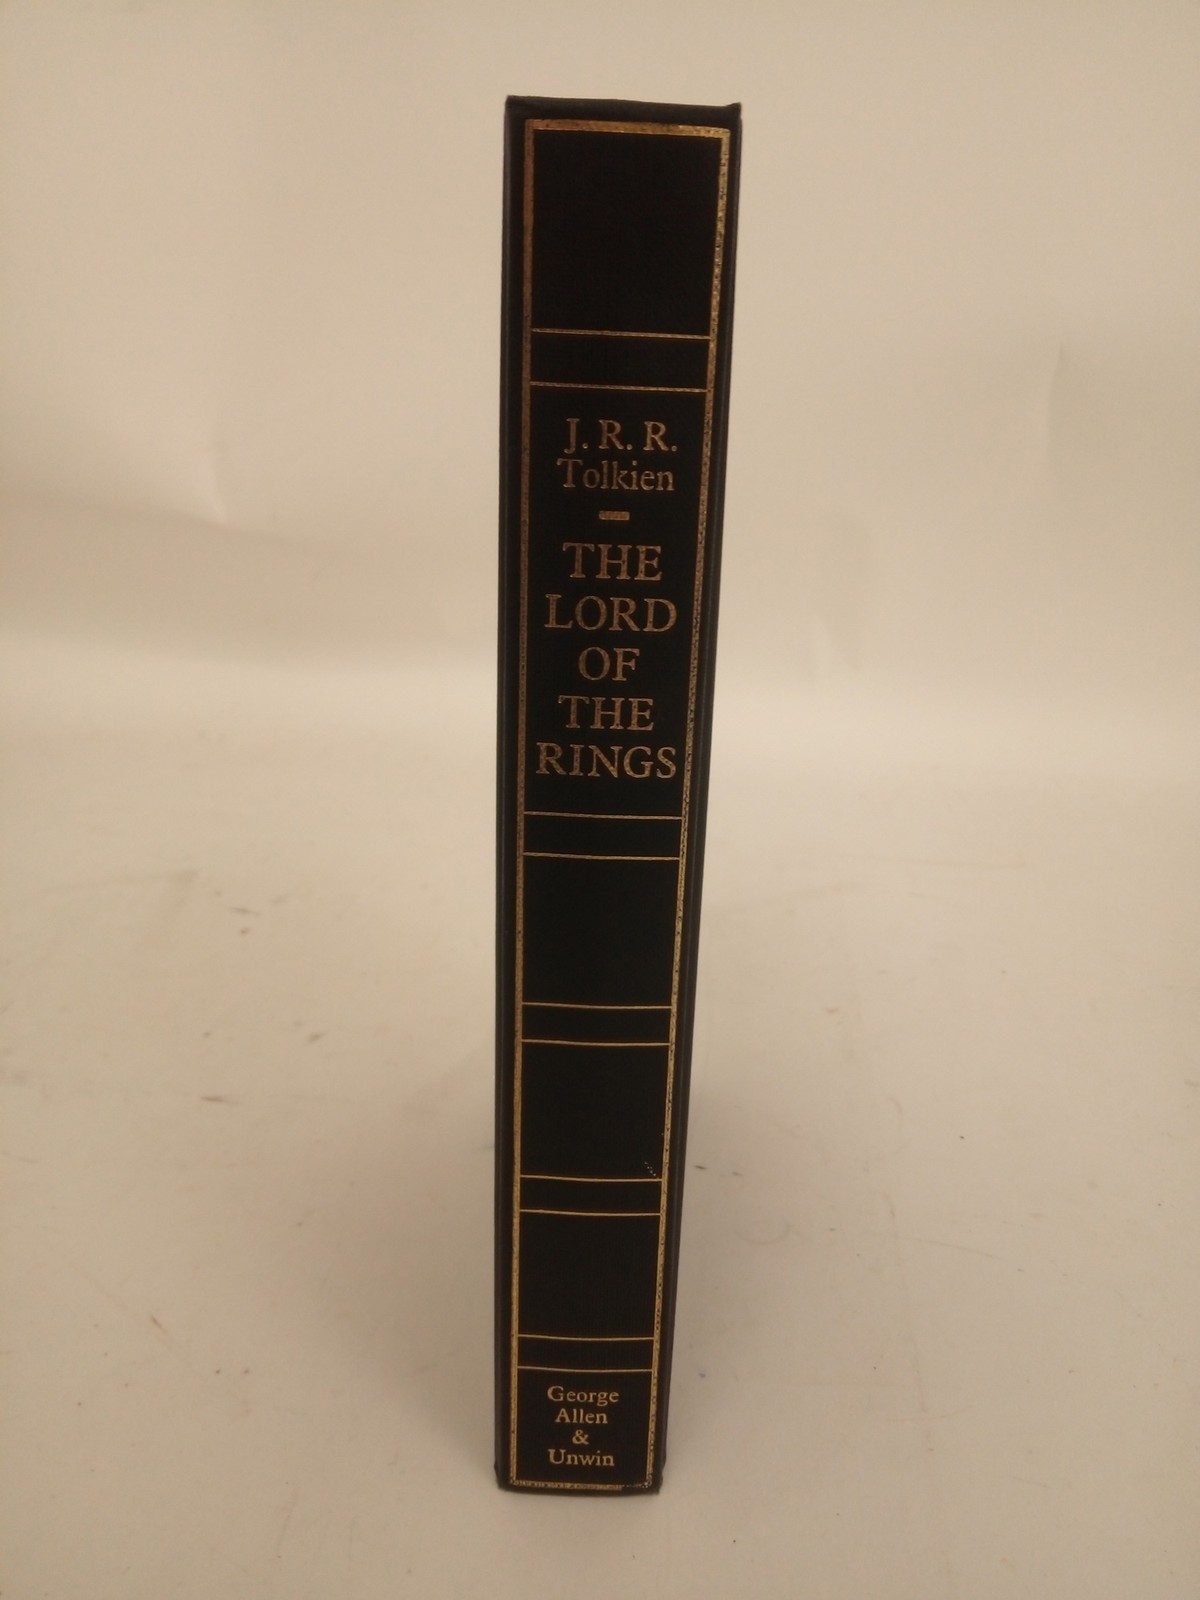 J. R. R.
Tolkien
THE
LORD
OF
THE
RINGS
George
Allen
&
Unwin